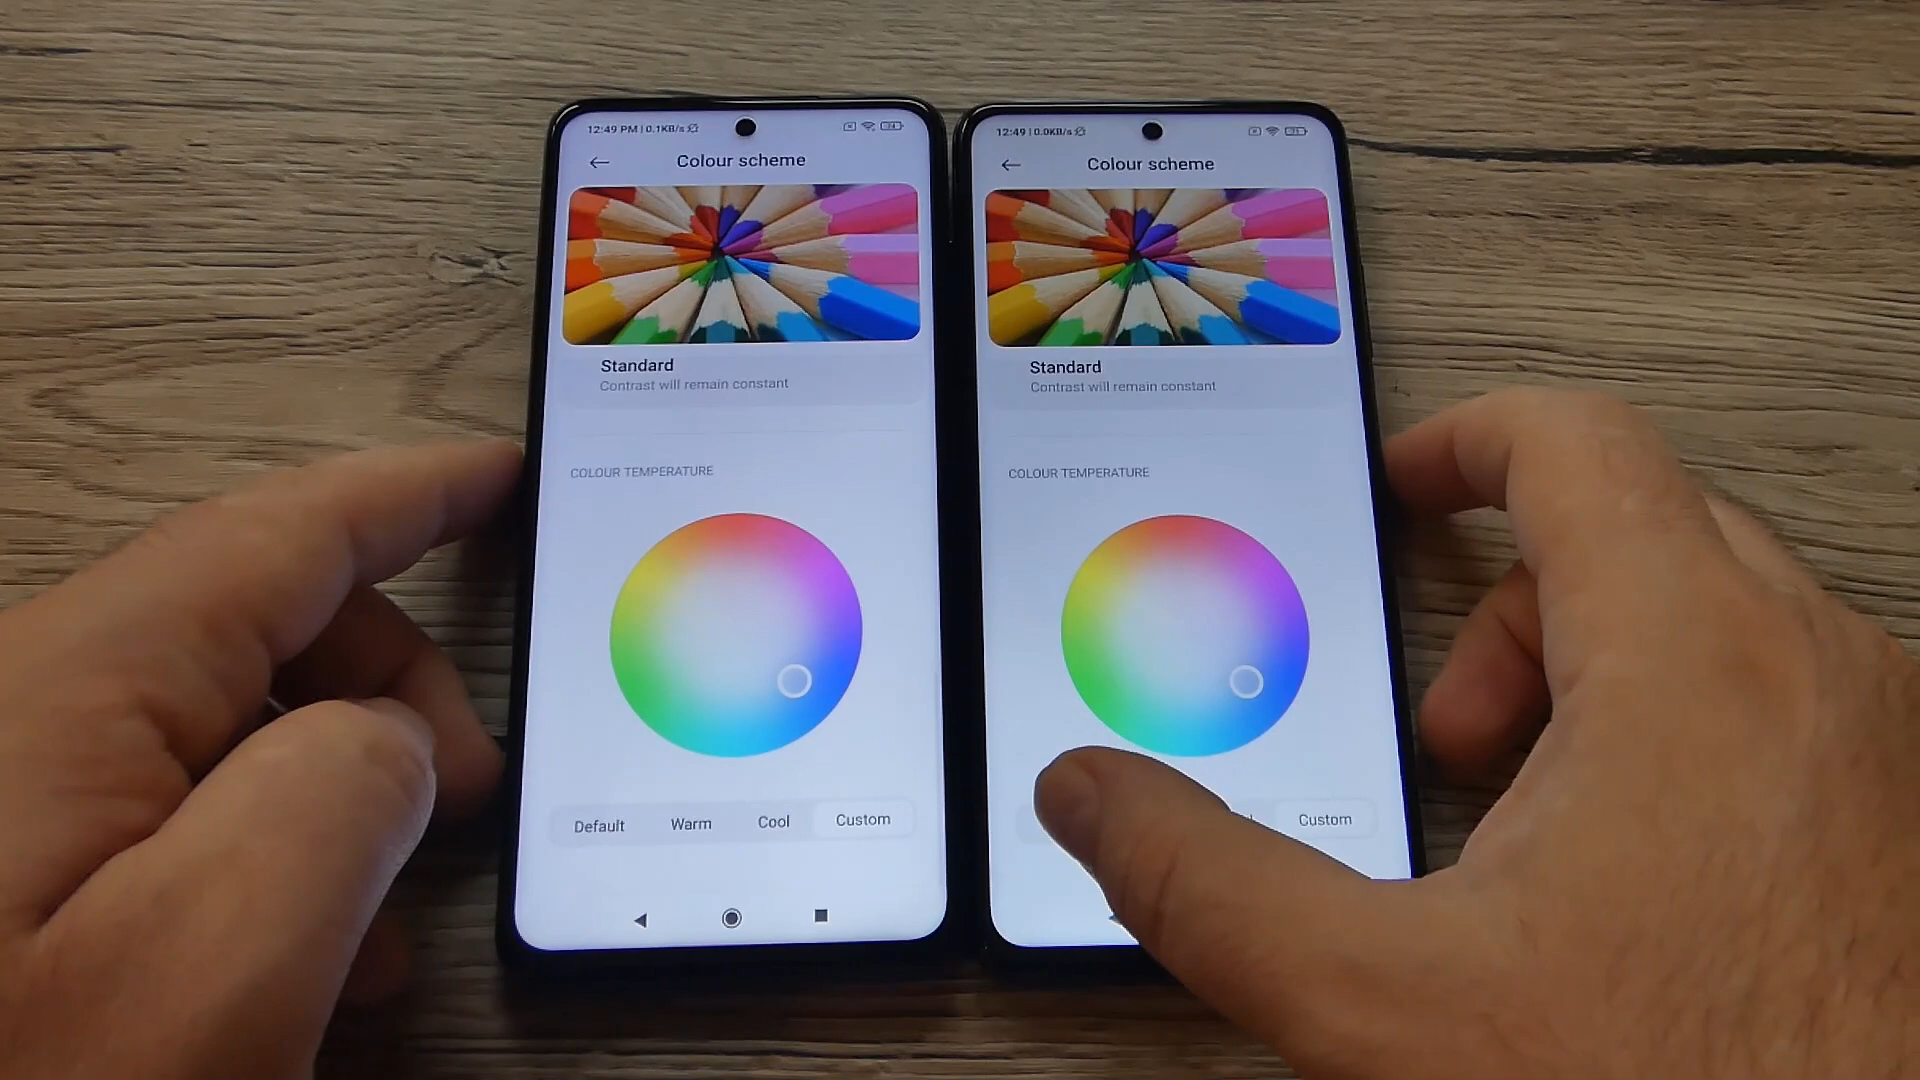 12:49 PM | 0.1KB/s
Colour scheme
Standard
Contrast will remain constant
COLOUR TEMPERATURE
Default Warm Cool Custom
12:49 | 0.0KB/s
Colour scheme
Standard
Contrast will remain constant
COLOUR TEMPERATURE
Custom